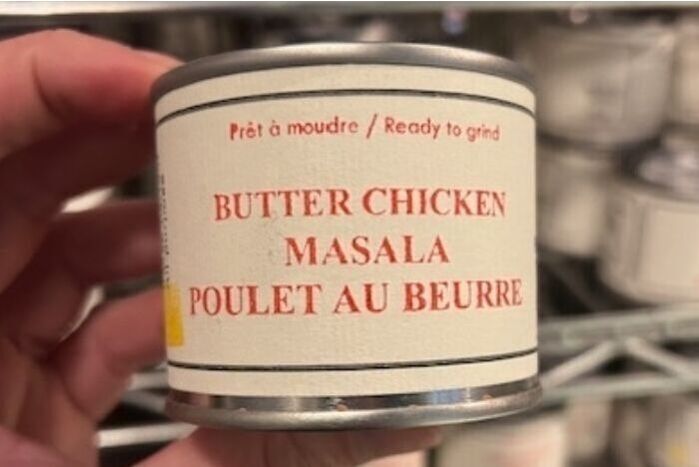 Prêt à moudre / Ready to grind
BUTTER CHICKEN
MASALA
POULET AU BEURRE